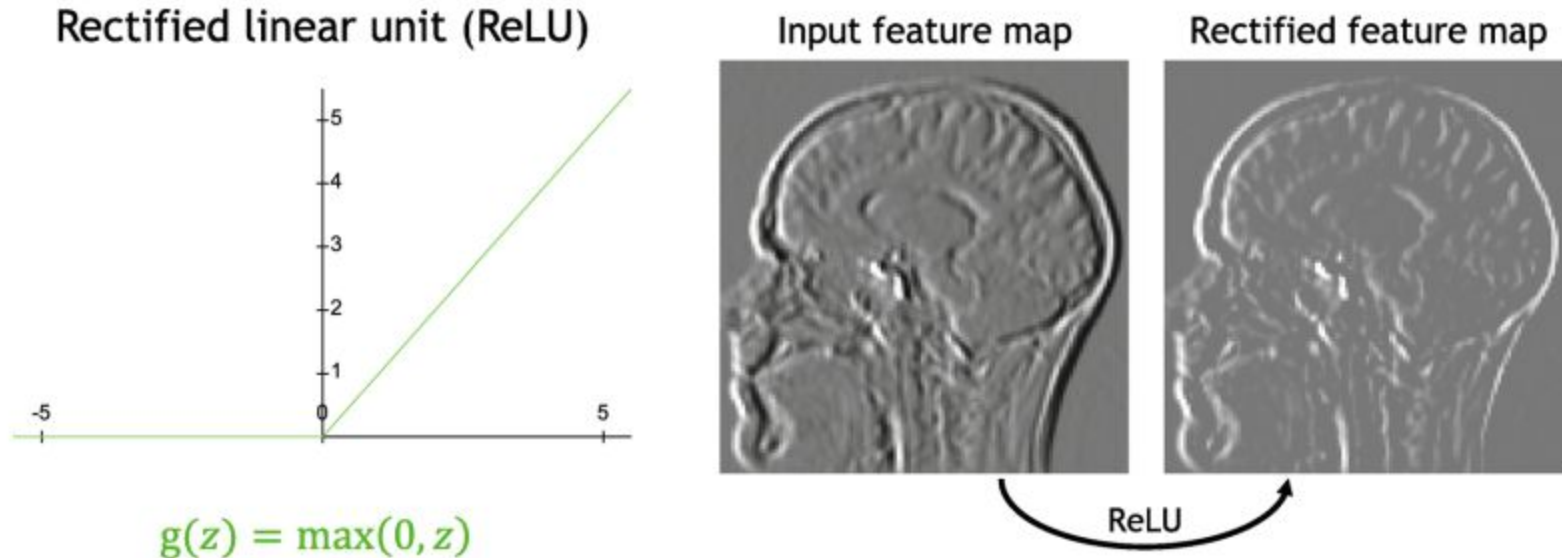 Rectified linear unit (ReLU)
5
4
3
2
1
-5
0
5
g(z) = max(0, z)
Input feature map
Rectified feature map
ReLU